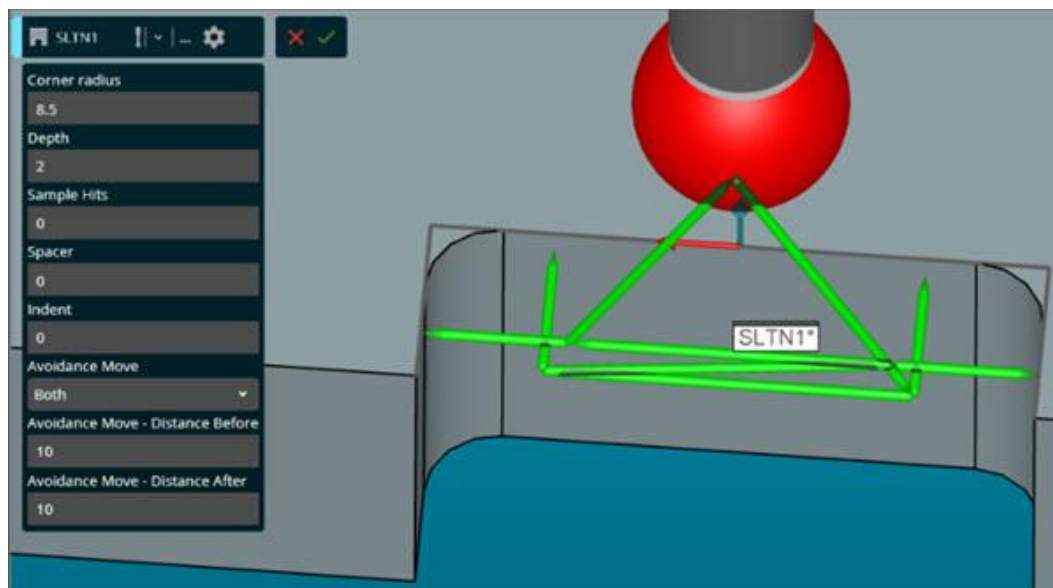 SLTN1 ...
Corner radius
8.5
Depth
2
Sample Hits
0
Spacer
0
Indent
0
Avoidance Move
Both
Avoidance Move - Distance Before
10
Avoidance Move - Distance After
10
SLTN1*